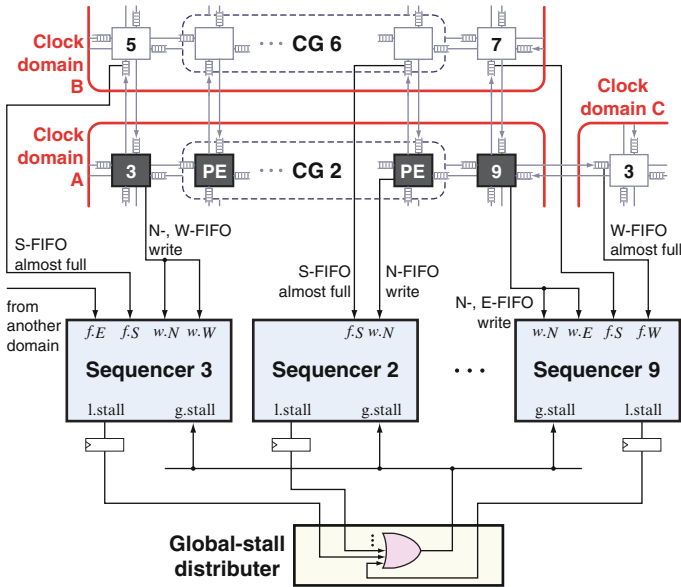 Clock
domain
B
5
··· CG 6
7
Clock
domain C
Clock
domain
A
3
PE
··· CG 2
PE
9
3
S-FIFO
almost full
N-, W-FIFO
write
S-FIFO
almost full
N-FIFO
write
W-FIFO
almost full
N-, E-FIFO
write
from
another
domain
f.E f.S w.N w.W
Sequencer 3
l.stall g.stall
f.S w.N
Sequencer 2
l.stall g.stall
···
w.N w.E f.S f.W
Sequencer 9
g.stall l.stall
Global-stall
distributer